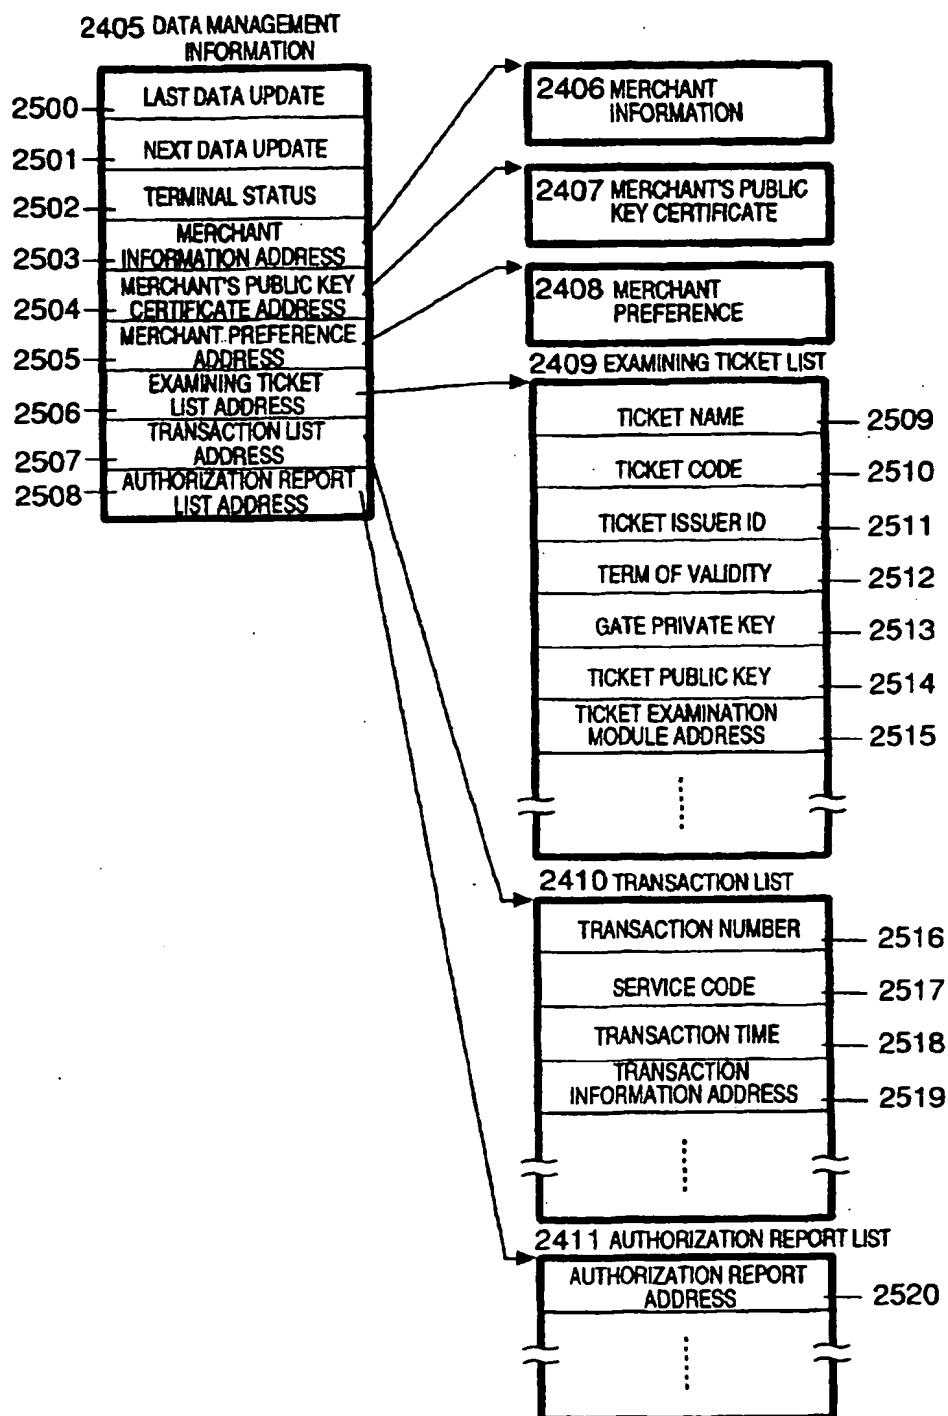 2405 DATA MANAGEMENT
INFORMATION
2500 LAST DATA UPDATE
2501 NEXT DATA UPDATE
2502 TERMINAL STATUS
MERCHANT
2503 INFORMATION ADDRESS
MERCHANT'S PUBLIC KEY
2504 CERTIFICATE ADDRESS
MERCHANT PREFERENCE
2505 ADDRESS
EXAMINING TICKET
2506 LIST ADDRESS
TRANSACTION LIST
2507 ADDRESS
AUTHORIZATION REPORT
2508 LIST ADDRESS
2406 MERCHANT
INFORMATION
2407 MERCHANT'S PUBLIC
KEY CERTIFICATE
2408 MERCHANT
PREFERENCE
2409 EXAMINING TICKET LIST
TICKET NAME 2509
TICKET CODE 2510
TICKET ISSUER ID 2511
TERM OF VALIDITY 2512
GATE PRIVATE KEY 2513
TICKET PUBLIC KEY 2514
TICKET EXAMINATION
MODULE ADDRESS 2515
2410 TRANSACTION LIST
TRANSACTION NUMBER 2516
SERVICE CODE 2517
TRANSACTION TIME 2518
TRANSACTION
INFORMATION ADDRESS 2519
2411 AUTHORIZATION REPORT LIST
AUTHORIZATION REPORT
ADDRESS 2520